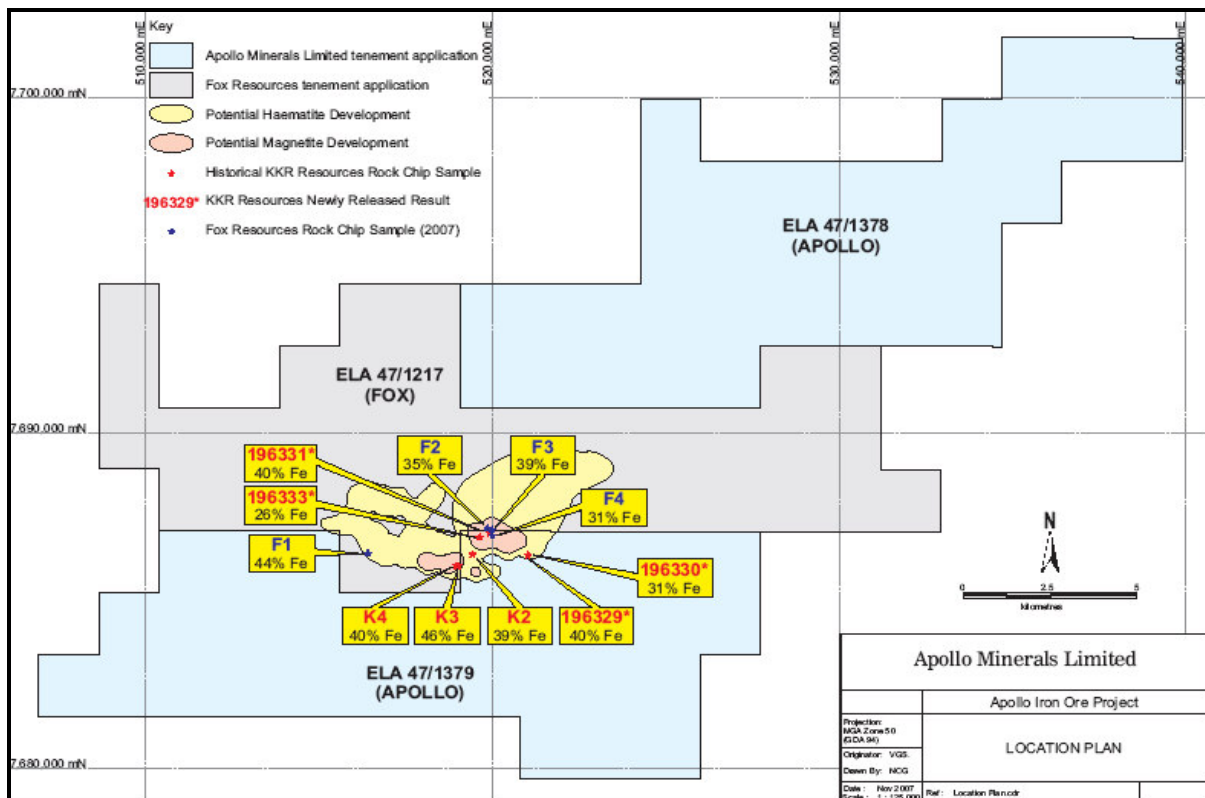 Key
Apollo Minerals Limited tenement application
Fox Resources tenement application
Potential Haematite Development
Potential Magnetite Development
Historical KKR Resources Rock Chip Sample
196329* KKR Resources Newly Released Result
Fox Resources Rock Chip Sample (2007)
510,000 mE
520,000 mE
530,000 mE
540,000 mE
7,700,000 mN
7,690,000 mN
7,680,000 mN
ELA 47/1378
(APOLLO)
ELA 47/1217
(FOX)
196331*
40% Fe
F2
35% Fe
F3
39% Fe
196333*
26% Fe
F4
31% Fe
F1
44% Fe
196330*
31% Fe
K4
40% Fe
K3
46% Fe
K2
39% Fe
196329*
40% Fe
ELA 47/1379
(APOLLO)
N
0 2.5 5
kilometres
Apollo Minerals Limited
Apollo Iron Ore Project
Projection:
MGA Zone 50
(GDA 94)
LOCATION PLAN
Originator: VGS.
Drawn By: NCG
Date : Nov 2007
Scale : 1 : 125,000
Ref : Location Plan.cdr